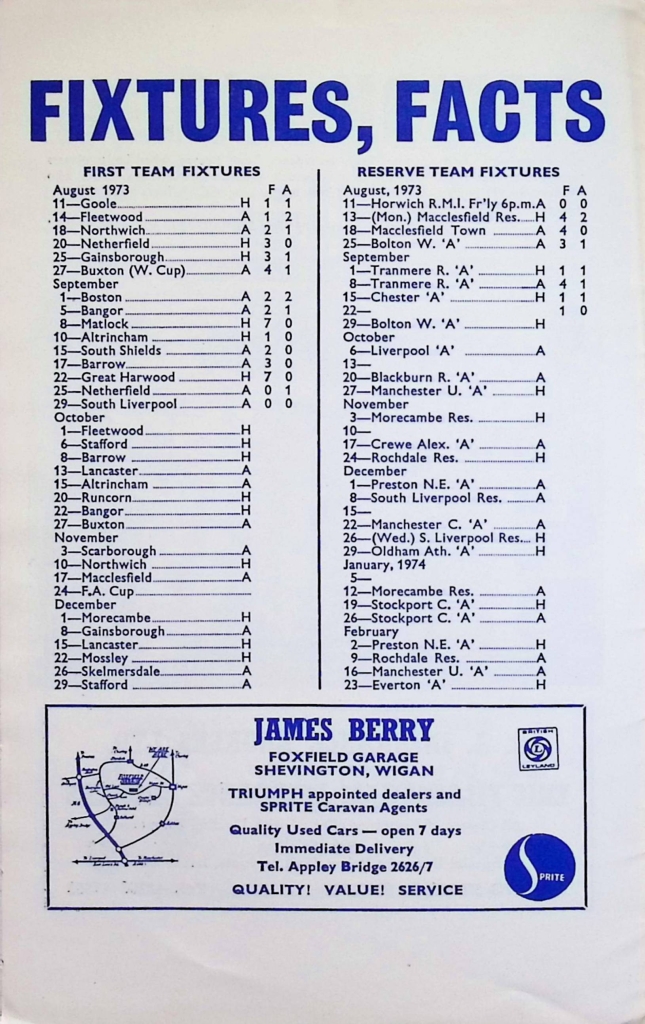 FIXTURES, FACTS
FIRST TEAM FIXTURES
August 1973 F A
11—Goole H 1 1
14—Fleetwood A 1 2
18—Northwich A 2 1
20—Netherfield H 3 0
25—Gainsborough H 3 1
27—Buxton (W. Cup) A 4 1
September
1—Boston A 2 2
5—Bangor A 2 1
8—Matlock H 7 0
10—Altrincham H 1 0
15—South Shields A 2 0
17—Barrow A 3 0
22—Great Harwood H 7 0
25—Netherfield A 0 1
29—South Liverpool A 0 0
October
1—Fleetwood H
6—Stafford H
8—Barrow H
13—Lancaster A
15—Altrincham A
20—Runcorn H
22—Bangor H
27—Buxton A
November
3—Scarborough A
10—Northwich H
17—Macclesfield A
24—F.A. Cup
December
1—Morecambe H
8—Gainsborough A
15—Lancaster H
22—Mossley H
26—Skelmersdale A
29—Stafford A
RESERVE TEAM FIXTURES
August, 1973 F A
11—Horwich R.M.I. Fr'ly 6p.m.A 0 0
13—(Mon.) Macclesfield Res. H 4 2
18—Macclesfield Town A 4 0
25—Bolton W. 'A' A 3 1
September
1—Tranmere R. 'A' H 1 1
8—Tranmere R. 'A' A 4 1
15—Chester 'A' H 1 1
22— 1 0
29—Bolton W. 'A' H
October
6—Liverpool 'A' A
13—
20—Blackburn R. 'A' A
27—Manchester U. 'A' H
November
3—Morecambe Res. H
10—
17—Crewe Alex. 'A' A
24—Rochdale Res. H
December
1—Preston N.E. 'A' A
8—South Liverpool Res. A
15—
22—Manchester C. 'A' A
26—(Wed.) S. Liverpool Res... H
29—Oldham Ath. 'A' H
January, 1974
5—
12—Morecambe Res. A
19—Stockport C. 'A' H
26—Stockport C. 'A' A
February
2—Preston N.E. 'A' H
9—Rochdale Res. A
16—Manchester U. 'A' A
23—Everton 'A' H
JAMES BERRY
FOXFIELD GARAGE
SHEVINGTON, WIGAN
TRIUMPH appointed dealers and
SPRITE Caravan Agents
Quality Used Cars — open 7 days
Immediate Delivery
Tel. Appley Bridge 2626/7
QUALITY! VALUE! SERVICE
BRITISH
LEYLAND
SPRITE